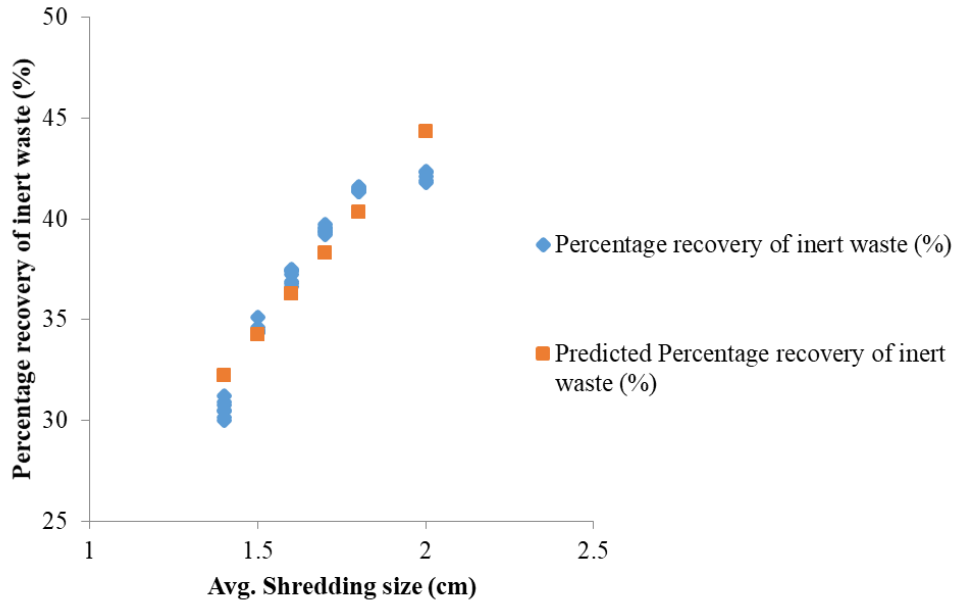 Percentage recovery of inert waste (%)
50
45
40
35
30
25
1
1.5
2
2.5
Avg. Shredding size (cm)
Percentage recovery of inert waste (%)
Predicted Percentage recovery of inert
waste (%)